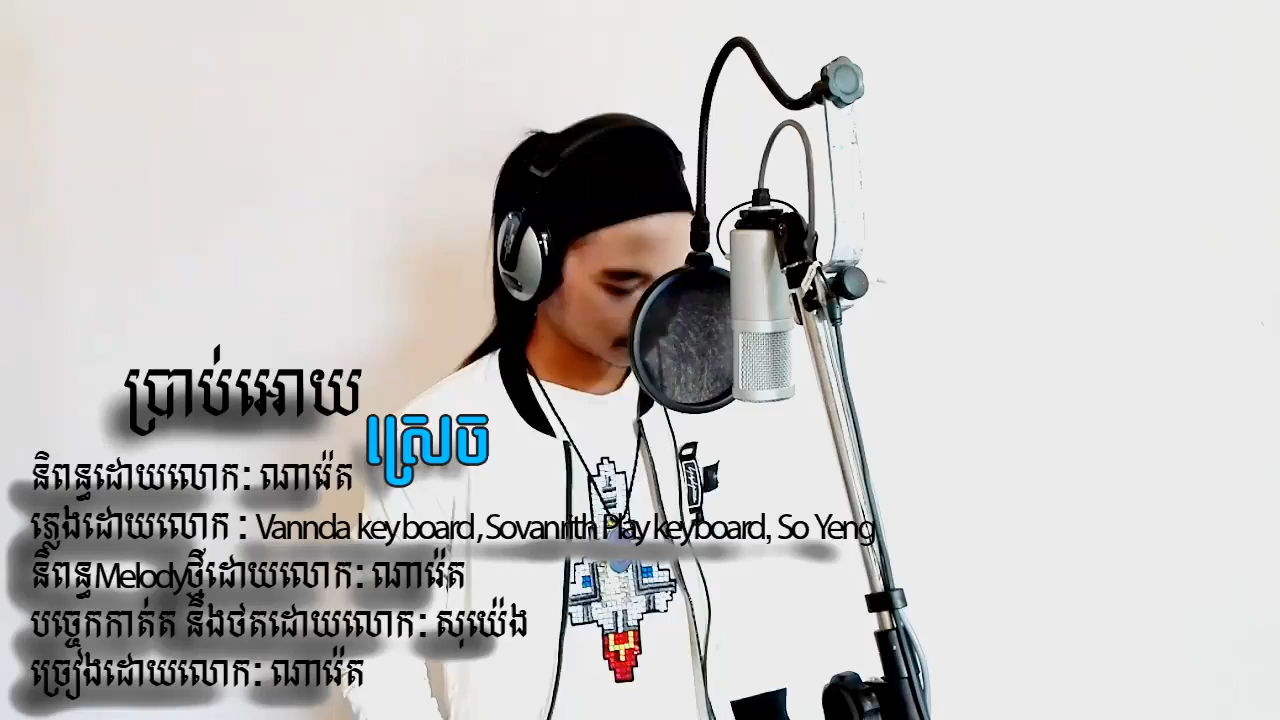 ប្រាប់អោយ
ស្រេច
និពន្ធដោយលោក: ណារ៉េត
ភ្លេងដោយលោក : Vannda key board, Sovanrith Play keyboard, So Yeng
និពន្ធMelodyថ្មីដោយលោក: ណារ៉េត
បច្ចេកកាត់ត និងថតដោយលោក: សុយ៉េង
ច្រៀងដោយលោក: ណារ៉េត